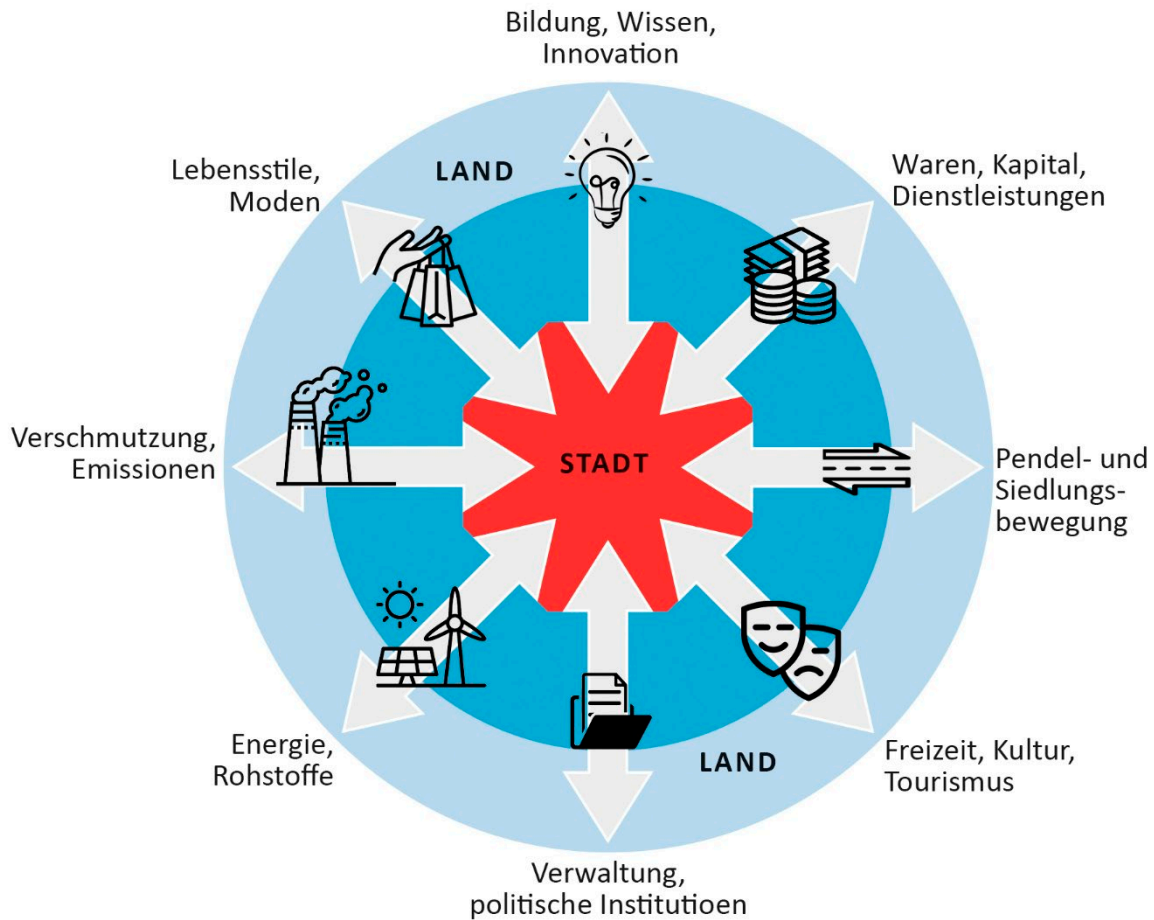 Bildung, Wissen,
Innovation
Lebensstile,
Moden
LAND
Waren, Kapital,
Dienstleistungen
Verschmutzung,
Emissionen
STADT
Pendel- und
Siedlungs-
bewegung
Energie,
Rohstoffe
LAND
Freizeit, Kultur,
Tourismus
Verwaltung,
politische Institutioen